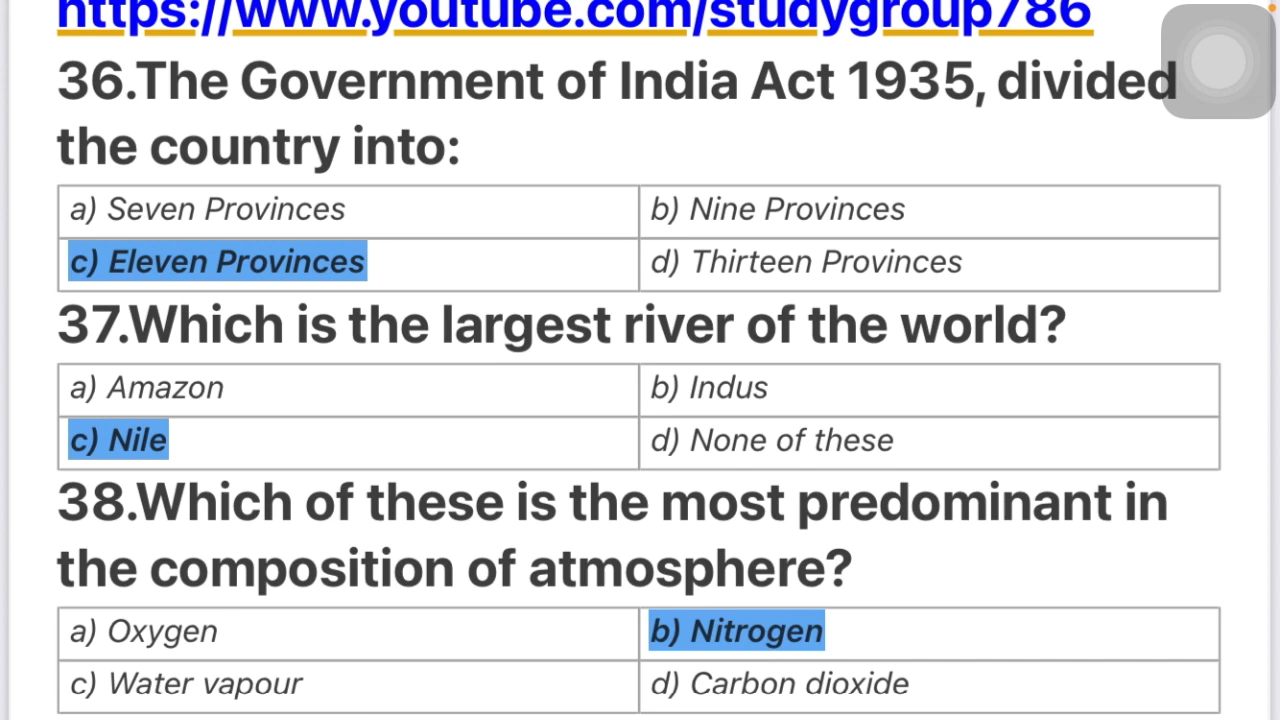 https://www.youtube.com/studygroup786
36.The Government of India Act 1935, divided
the country into:
a) Seven Provinces
b) Nine Provinces
c) Eleven Provinces
d) Thirteen Provinces
37.Which is the largest river of the world?
a) Amazon
b) Indus
c) Nile
d) None of these
38.Which of these is the most predominant in
the composition of atmosphere?
a) Oxygen
b) Nitrogen
c) Water vapour
d) Carbon dioxide